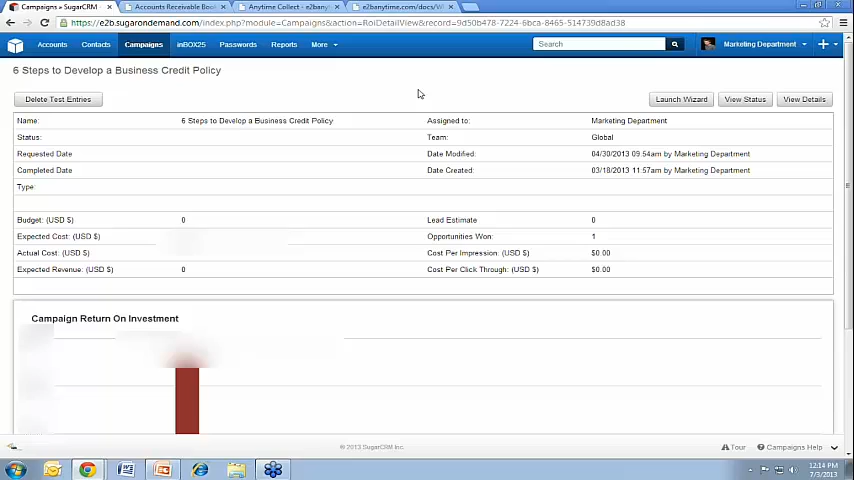 Campaigns » SugarCRM
Accounts Receivable Book
Anytime Collect - e2bany
e2banytime.com/docs/W
https://e2b.sugarondemand.com/index.php?module=Campaigns&action=RoiDetailView&record=9d50b478-7224-6bca-8465-514739d8ad38
Accounts Contacts Campaigns inBOX25 Passwords Reports More Search Marketing Department
6 Steps to Develop a Business Credit Policy
Delete Test Entries Launch Wizard View Status View Details
Name: 6 Steps to Develop a Business Credit Policy Assigned to: Marketing Department
Status: Team: Global
Requested Date Date Modified: 04/30/2013 09:54am by Marketing Department
Completed Date Date Created: 03/18/2013 11:57am by Marketing Department
Type:
Budget: (USD $) 0 Lead Estimate 0
Expected Cost: (USD $) Opportunities Won: 1
Actual Cost: (USD $) Cost Per Impression: (USD $) $0.00
Expected Revenue: (USD $) 0 Cost Per Click Through: (USD $) $0.00
Campaign Return On Investment
© 2013 SugarCRM Inc. Tour Campaigns Help
12:14 PM
7/3/2013